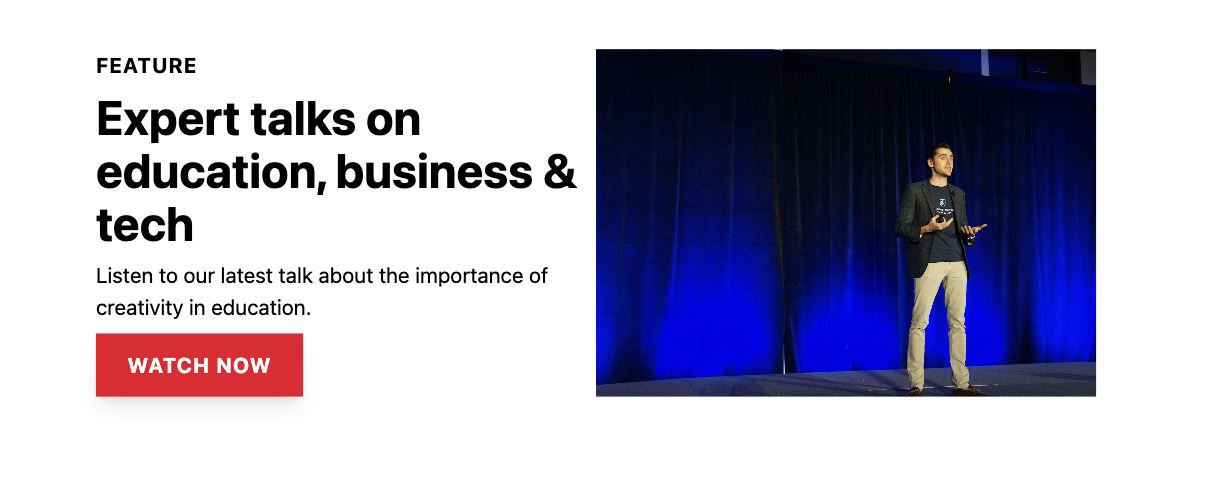 FEATURE
Expert talks on
education, business &
tech
Listen to our latest talk about the importance of
creativity in education.
WATCH NOW